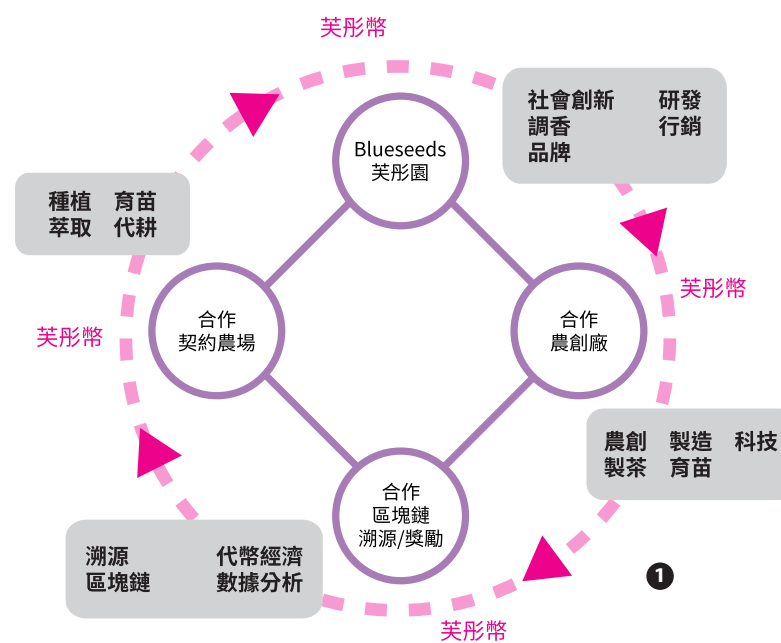 芙彤幣
社會創新 研發
調香 行銷
品牌
Blueseeds
芙彤園
種植 育苗
萃取 代耕
芙彤幣
合作
契約農場
合作
農創廠
芙彤幣
農創 製造 科技
製茶 育苗
合作
區塊鏈
溯源/獎勵
溯源 代幣經濟
區塊鏈 數據分析
1
芙彤幣